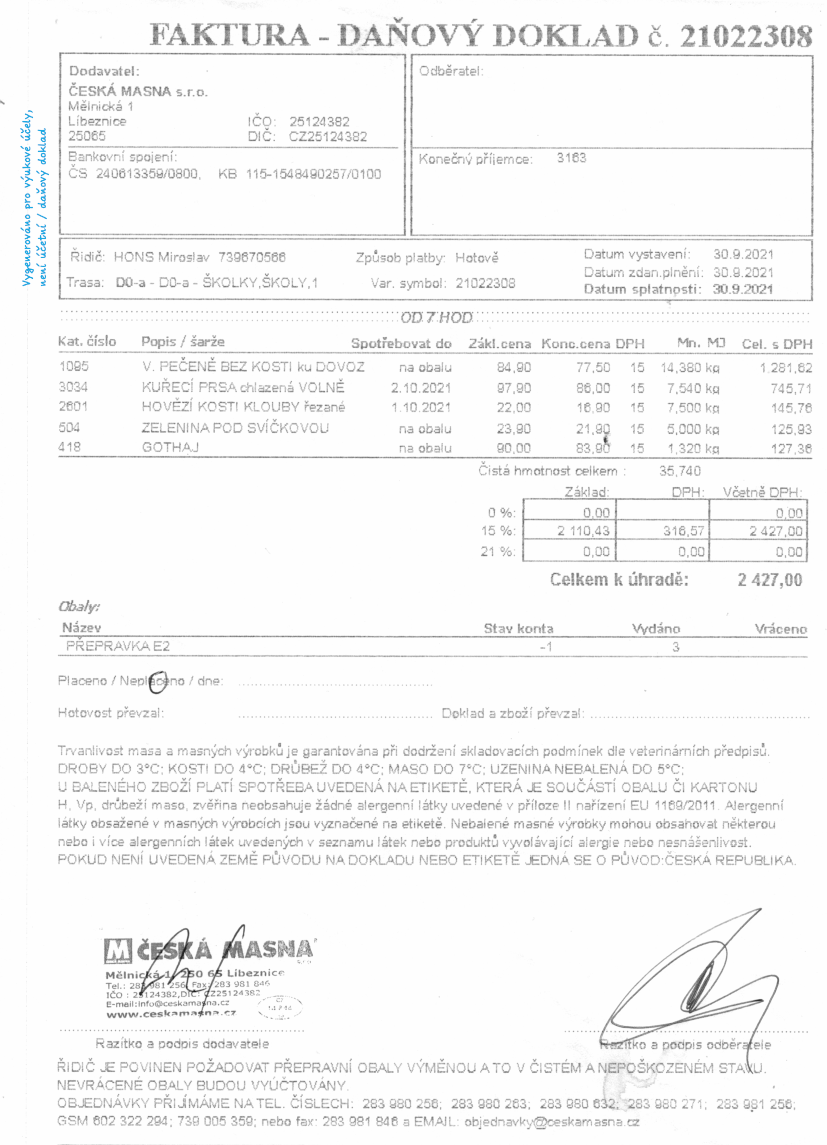 FAKTURA - DAŇOVÝ DOKLAD č. 21022308
Vygenerováno pro výukové účely,
není účetní / daňový doklad
Dodavatel:
ČESKÁ MASNA s.r.o.
Mělnická 1
Líbeznice IČO: 25124382
25065 DIČ: CZ25124382
Bankovní spojení:
ČS 240613359/0800, KB 115-1548490257/0100
Odběratel:
Konečný příjemce: 3163
Řidič: HONS Miroslav 739670566
Trasa: D0-a - D0-a - ŠKOLKY,ŠKOLY,1
Způsob platby: Hotově
Var. symbol: 21022308
Datum vystavení: 30.9.2021
Datum zdan.plnění: 30.9.2021
Datum splatnosti: 30.9.2021
OD 7 HOD
Kat. číslo Popis / šarže Spotřebovat do Zákl.cena Konc.cena DPH Mn. MJ Cel. s DPH
1095 V. PEČENĚ BEZ KOSTI ku DOVOZ na obalu 84,90 77,50 15 14,380 kg 1 281,62
3034 KUŘECÍ PRSA chlazená VOLNĚ 2.10.2021 97,90 86,00 15 7,540 kg 745,71
2601 HOVĚZÍ KOSTI KLOUBY řezané 1.10.2021 22,00 16,90 15 7,500 kg 145,76
504 ZELENINA POD SVÍČKOVOU na obalu 23,90 21,90 15 5,000 kg 125,93
418 GOTHAJ na obalu 90,00 83,90 15 1,320 kg 127,36
Čistá hmotnost celkem : 35,740
Základ: DPH: Včetně DPH:
0 %: 0,00 0,00
15 %: 2 110,43 316,57 2 427,00
21 %: 0,00 0,00 0,00
Celkem k úhradě: 2 427,00
Obaly:
Název Stav konta Vydáno Vráceno
PŘEPRAVKA E2 -1 3
Placeno / Neplaceno / dne:
Hotovost převzal: Doklad a zboží převzal:
Trvanlivost masa a masných výrobků je garantována při dodržení skladovacích podmínek dle veterinárních předpisů.
DROBY DO 3°C; KOSTI DO 4°C; DRŮBEŽ DO 4°C; MASO DO 7°C; UZENINA NEBALENÁ DO 5°C;
U BALENÉHO ZBOŽÍ PLATÍ SPOTŘEBA UVEDENÁ NA ETIKETĚ, KTERÁ JE SOUČÁSTÍ OBALU ČI KARTONU
H, Vp, drůbeží maso, zvěřina neobsahuje žádné alergenní látky uvedené v příloze II nařízení EU 1169/2011. Alergenní
látky obsažené v masných výrobcích jsou vyznačené na etiketě. Nebalené masné výrobky mohou obsahovat některou
nebo i více alergenních látek uvedených v seznamu látek nebo produktů vyvolávající alergie nebo nesnášenlivost.
POKUD NENÍ UVEDENÁ ZEMĚ PŮVODU NA DOKLADU NEBO ETIKETĚ JEDNÁ SE O PŮVOD:ČESKÁ REPUBLIKA.
M ČESKÁ MASNA s.r.o.
Mělnická 1, 250 65 Líbeznice
Tel.: 283 981 256, Fax: 283 981 846
IČO : 25124382,DIČ: CZ25124382
E-mail:info@ceskamasna.cz
www.ceskamasna.cz
Razítko a podpis dodavatele Razítko a podpis odběratele
ŘIDIČ JE POVINEN POŽADOVAT PŘEPRAVNÍ OBALY VÝMĚNOU A TO V ČISTÉM A NEPOŠKOZENÉM STAVU.
NEVRÁCENÉ OBALY BUDOU VYÚČTOVÁNY.
OBJEDNÁVKY PŘIJÍMÁME NA TEL. ČÍSLECH: 283 980 256; 283 980 263; 283 980 632; 283 980 271; 283 981 256;
GSM 602 322 294; 739 005 359; nebo fax: 283 981 846 a EMAIL: objednavky@ceskamasna.cz